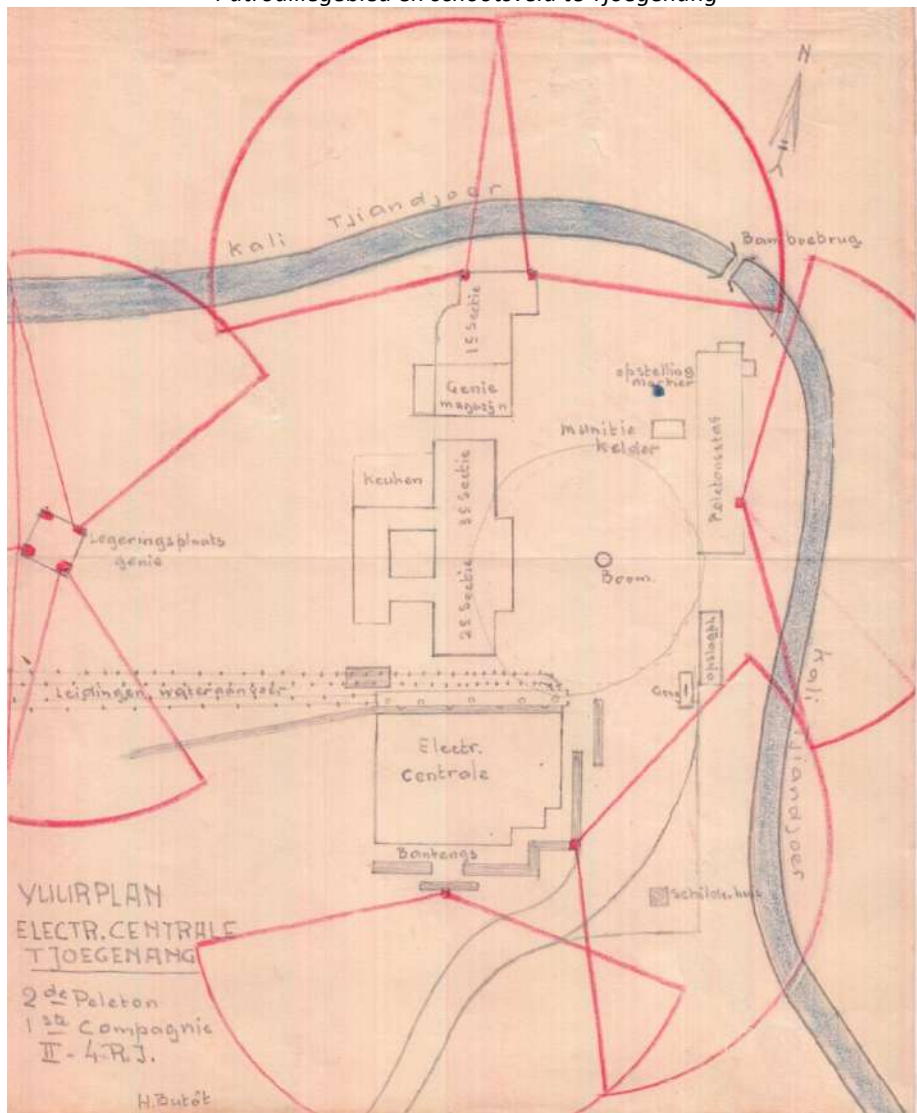 Patrouillegebied en schootsveld te Tjoegenang
N
Kali Tjiandjoer
Bamboebrug
1e Sectie
opstelling
mortier
Genie
magazijn
munitie
Kelder
Keuken
3e Sectie
Peletonsstaf
Legeringsplaats
genie
Boom.
2e Sectie
opslagpl.
Leidingen
Kali Tjiandjoer
Electr.
Centrale
Bantengs
Schilderhuis
VUURPLAN
ELECTR. CENTRALE
TJOEGENANG
2de Peleton
1ste Compagnie
II - 4. R.J.
H. Butôt